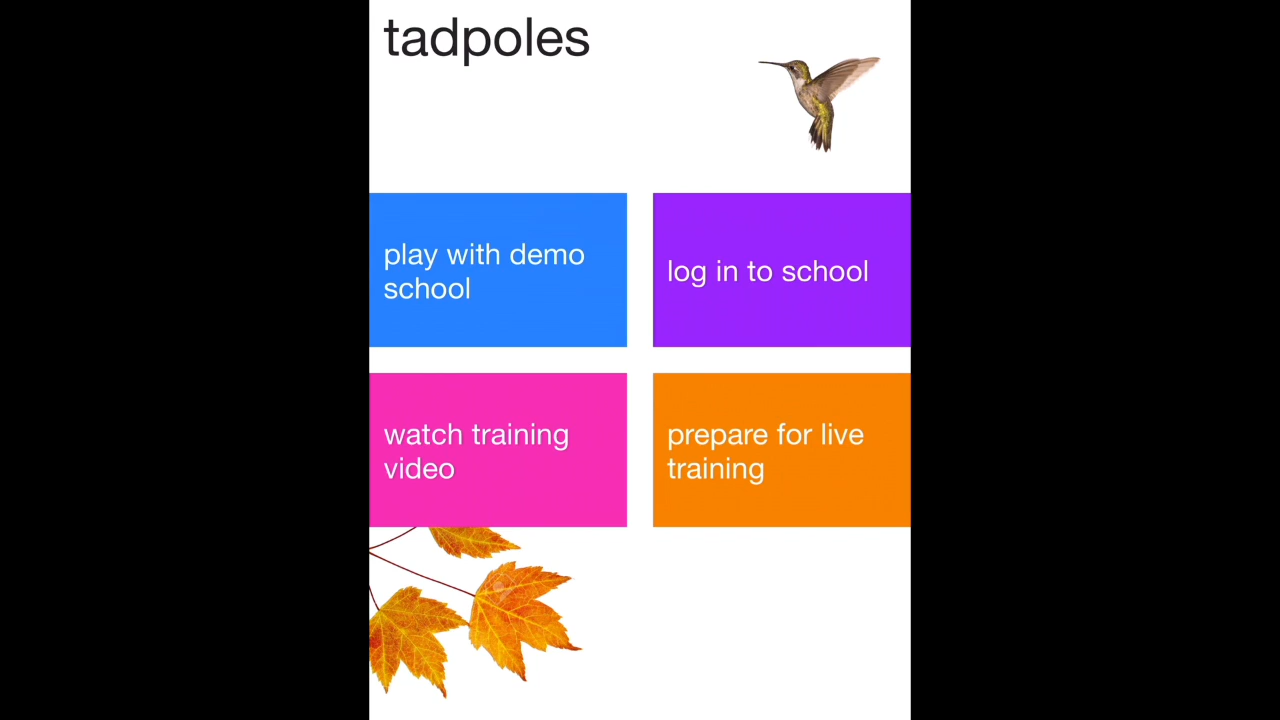 tadpoles
play with demo
school
log in to school
watch training
video
prepare for live
training